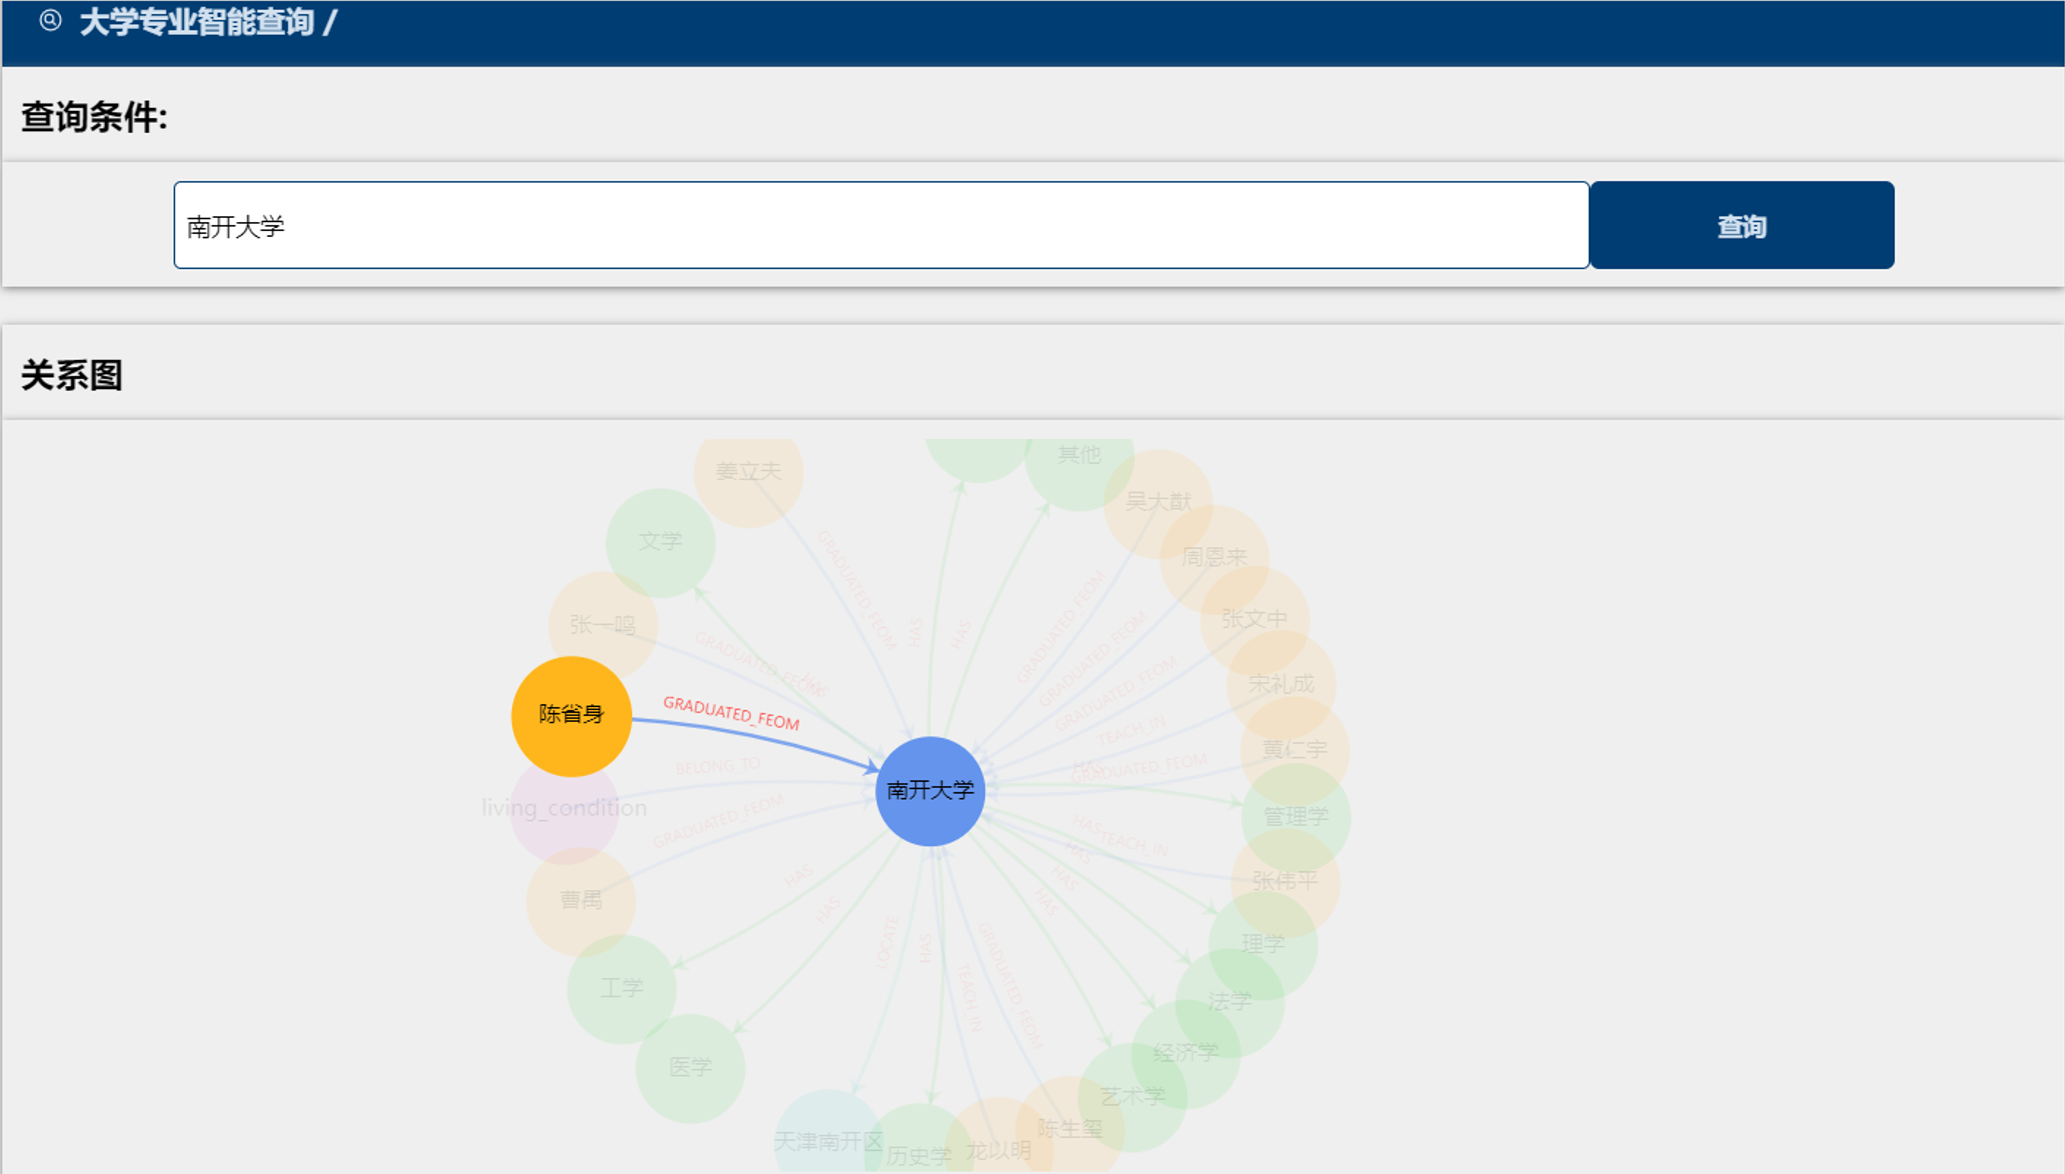 大学专业智能查询 /
查询条件:
南开大学
查询
关系图
其他
姜立夫
吴大猷
文学
周恩来
张文中
张一鸣
宋礼成
GRADUATED_FEOM
GRADUATED_FEOM
GRADUATED_FEOM
GRADUATED_FEOM
GRADUATED_FEOM
HAS
HAS
HAS
陈省身
GRADUATED_FEOM
TEACH_IN
黄仁宇
BELONG_TO
HAS
GRADUATED_FEOM
南开大学
living_condition
GRADUATED_FEOM
管理学
HAS
TEACH_IN
HAS
张伟平
曹禺
HAS
HAS
HAS
HAS
理学
LOCATE
HAS
GRADUATED_FEOM
工学
TEACH_IN
法学
经济学
医学
艺术学
陈生玺
天津南开区
历史学
龙以明